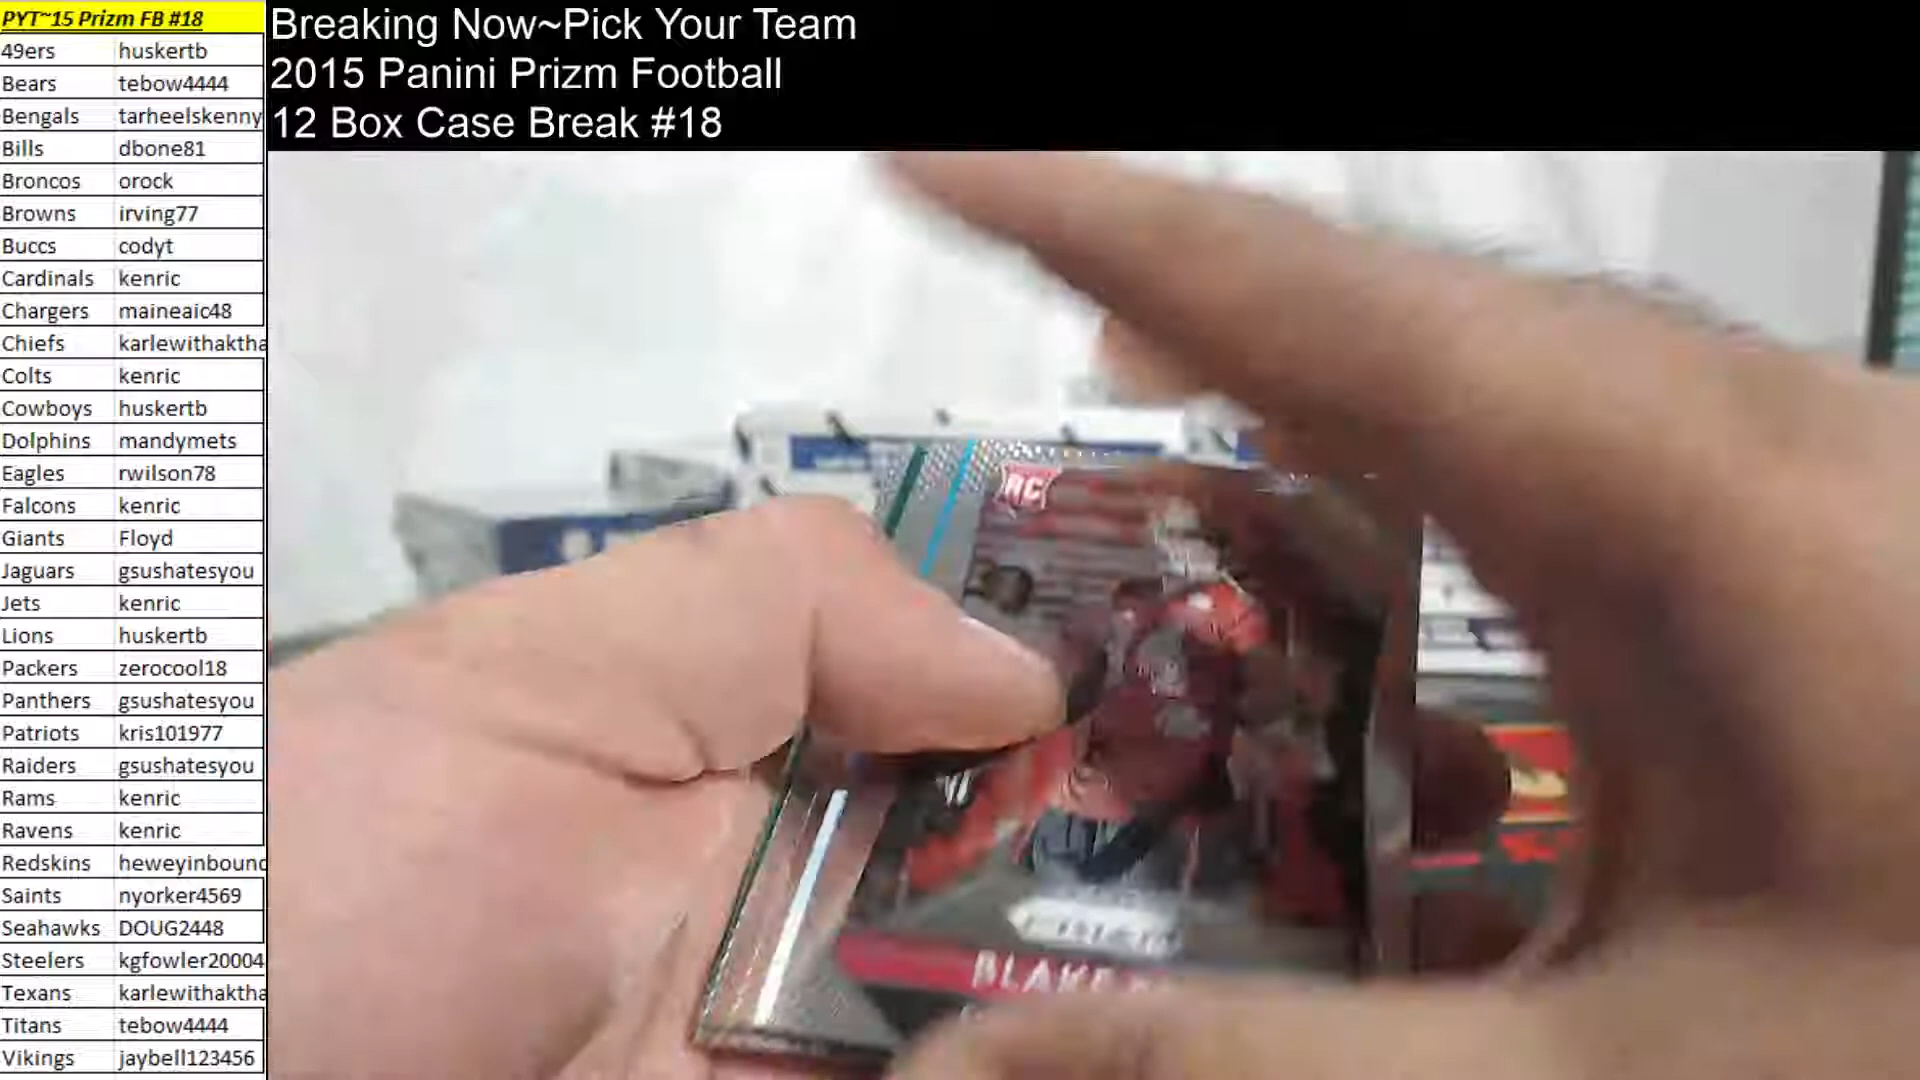 PYT~15 Prizm FB #18
49ers huskertb
Bears tebow4444
Bengals tarheelskenny
Bills dbone81
Broncos orock
Browns irving77
Buccs codyt
Cardinals kenric
Chargers maineaic48
Chiefs karlewithaktha
Colts kenric
Cowboys huskertb
Dolphins mandymets
Eagles rwilson78
Falcons kenric
Giants Floyd
Jaguars gsushatesyou
Jets kenric
Lions huskertb
Packers zerocool18
Panthers gsushatesyou
Patriots kris101977
Raiders gsushatesyou
Rams kenric
Ravens kenric
Redskins heweyinbound
Saints nyorker4569
Seahawks DOUG2448
Steelers kgfowler20004
Texans karlewithaktha
Titans tebow4444
Vikings jaybell123456
Breaking Now~Pick Your Team
2015 Panini Prizm Football
12 Box Case Break #18
RC
BLAKE